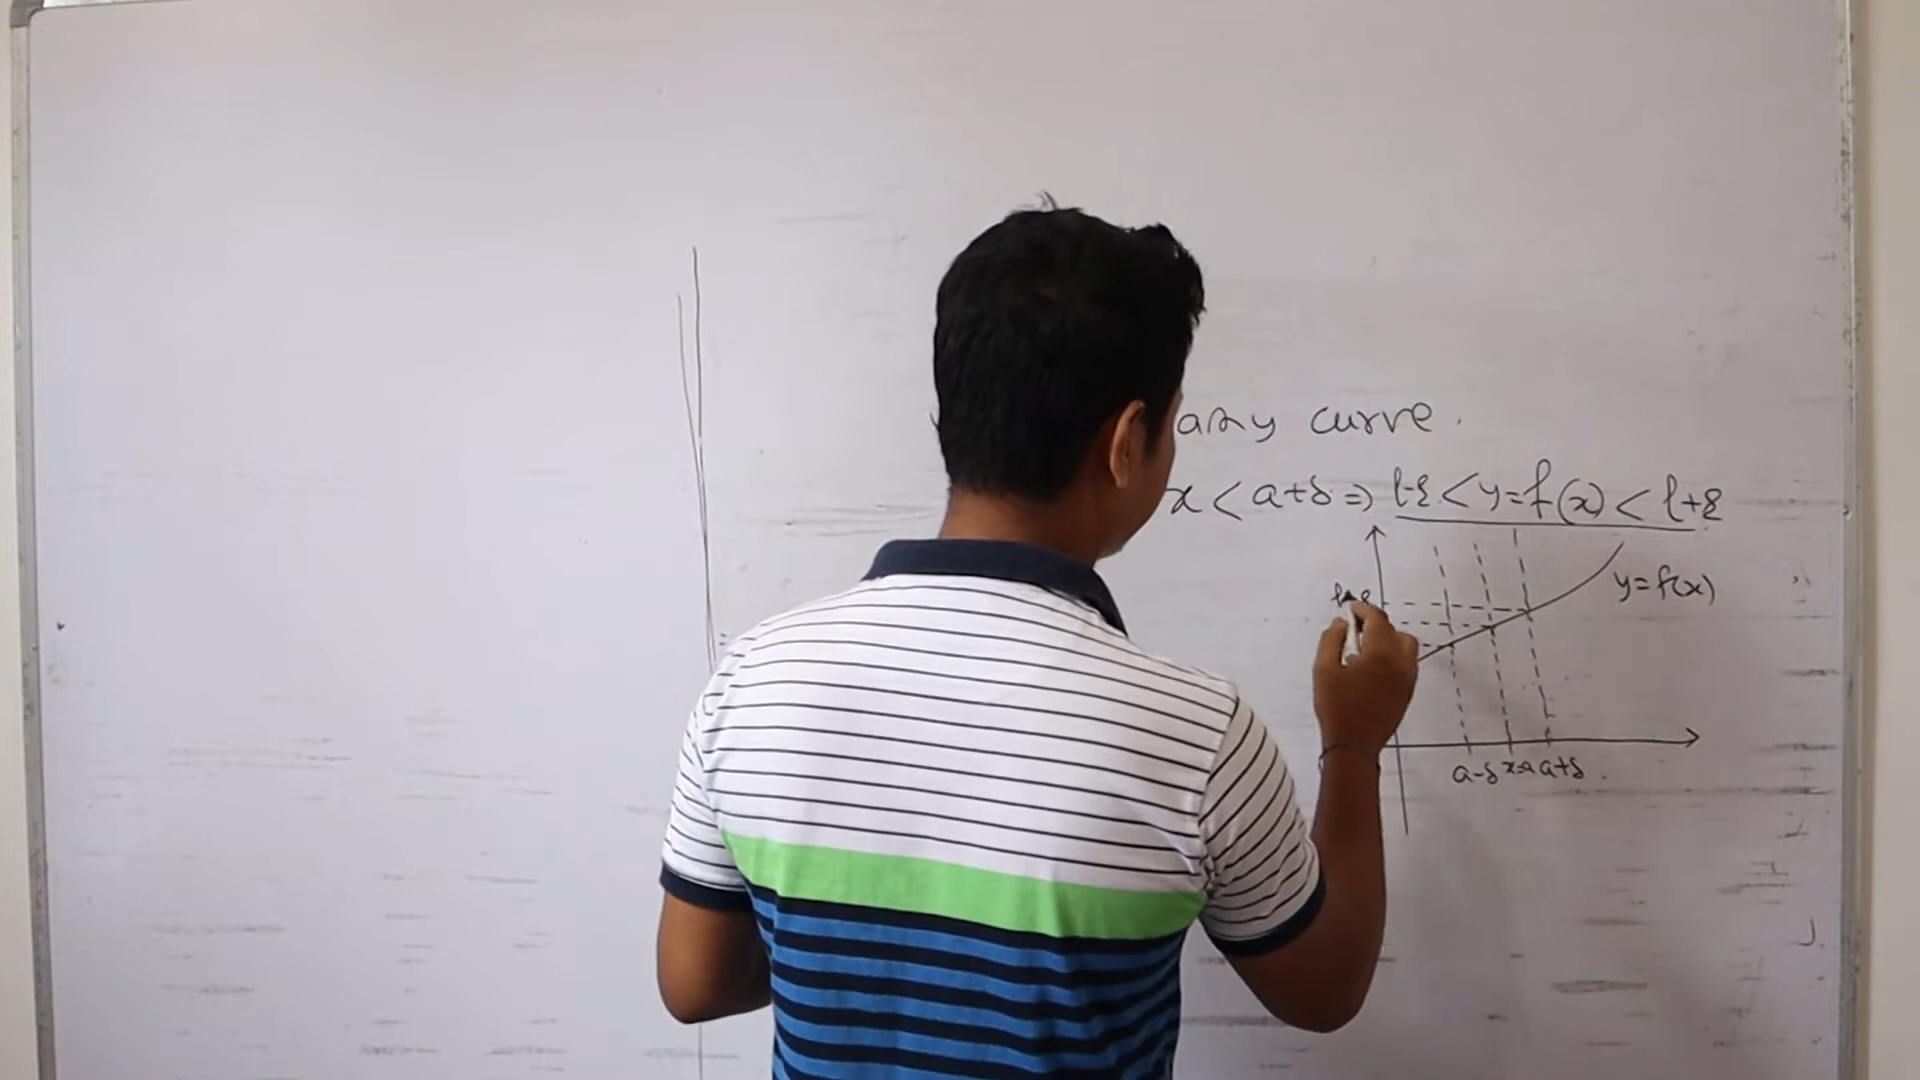 any curve.
x < a+δ ⇒ l-ε < y=f(x) < l+ε
y=f(x)
a-δ x=a a+δ